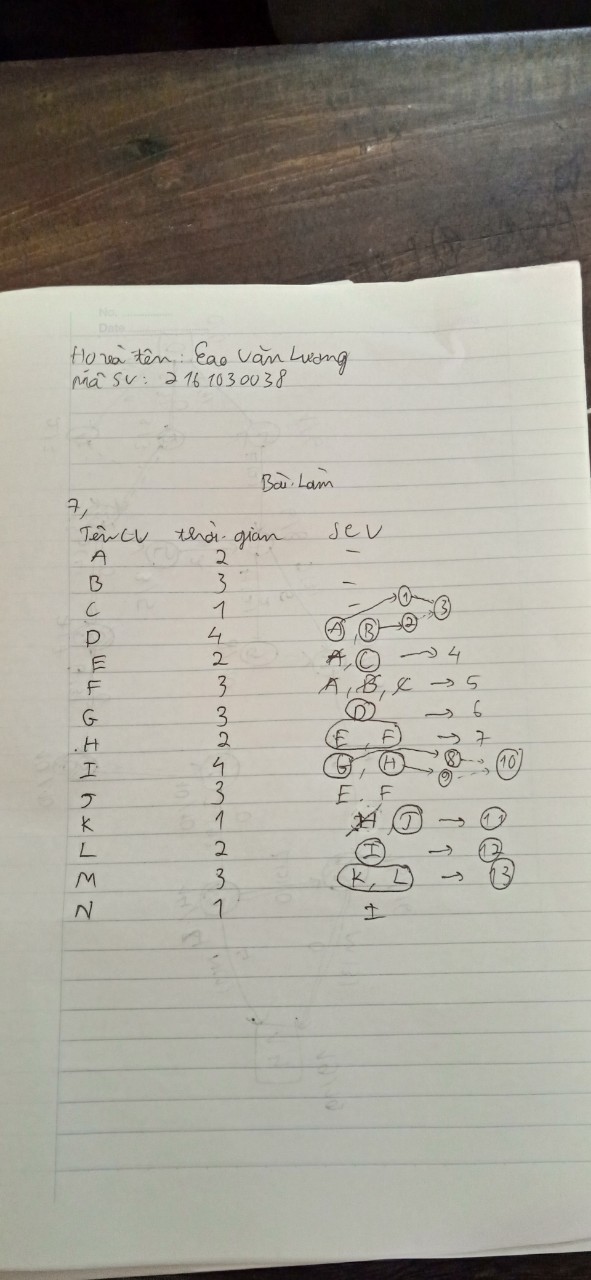 No.
Date
Họ và tên: Cao Văn Lương
mã SV: 2161030038
Bài Làm
7,
Tên CV thời gian SCV
A 2 -
B 3 -
C 1 - 1 3
D 4 A, B → 2
E 2 A, C → 4
F 3 A, B, C → 5
G 3 D → 6
H 2 E, F → 7
I 4 G, H 8 9 10
J 3 E. F
K 1 H, J → 11
L 2 I → 12
M 3 K, L → 13
N 1 I